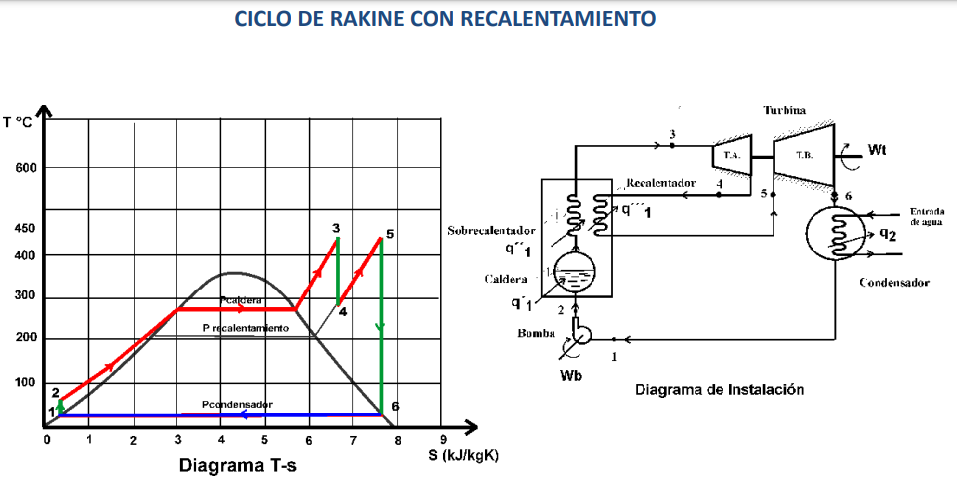 CICLO DE RAKINE CON RECALENTAMIENTO
T °C
600
450
400
300
200
100
0 1 2 3 4 5 6 7 8 9
S (kJ/kgK)
3
5
4
Pcaldera
P recalentamiento
2
1
Pcondensador
6
Diagrama T-s
Turbina
3
T.A.
T.B.
Wt
Recalentador
4
5
6
q´´´1
Entrada
de agua
Sobrecalentador
q´´1
q2
Caldera
Condensador
q´1
2
Bomba
1
Wb
Diagrama de Instalación